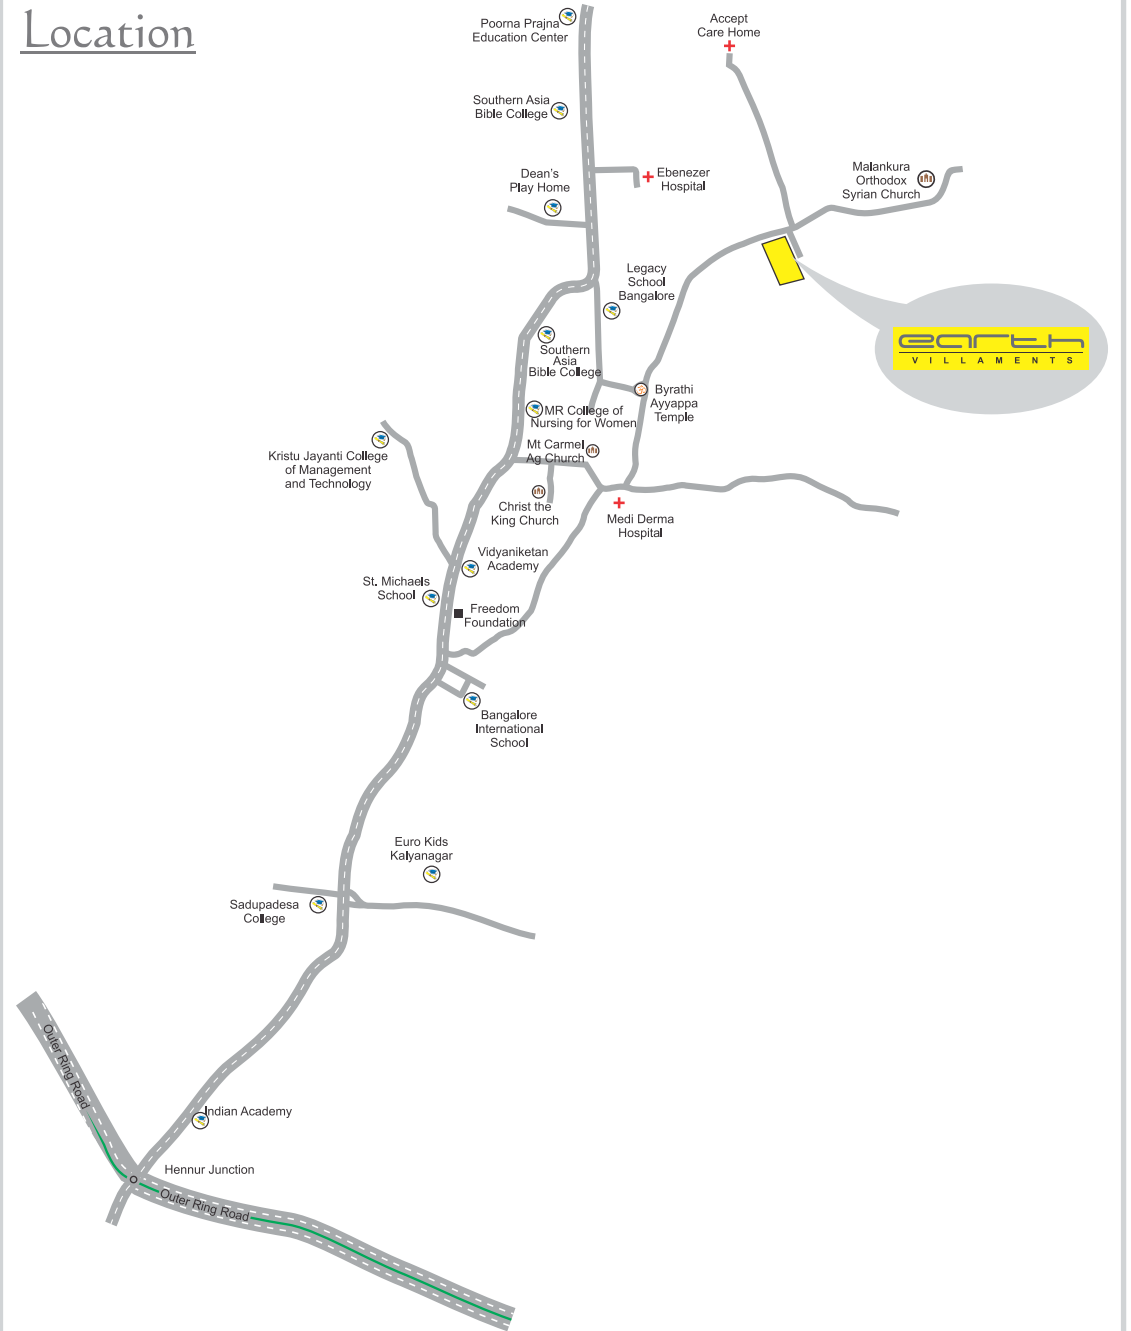 Location
Poorna Prajna
Education Center
Accept
Care Home
Southern Asia
Bible College
Dean's
Play Home
Ebenezer
Hospital
Malankura
Orthodox
Syrian Church
Legacy
School
Bangalore
earth
VILLAMENTS
Southern
Asia
Bible College
Byrathi
Ayyappa
Temple
MR College of
Nursing for Women
Mt Carmel
Ag Church
Kristu Jayanti College
of Management
and Technology
Christ the
King Church
Medi Derma
Hospital
Vidyaniketan
Academy
St. Michaels
School
Freedom
Foundation
Bangalore
International
School
Euro Kids
Kalyanagar
Sadupadesa
College
Outer Ring Road
Indian Academy
Hennur Junction
Outer Ring Road